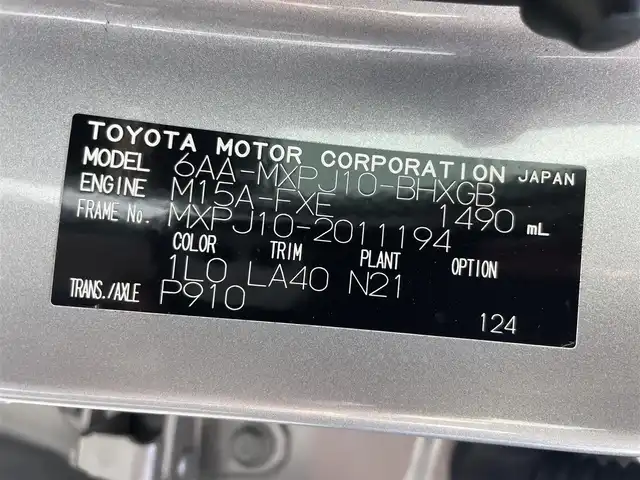 TOYOTA MOTOR CORPORATION JAPAN
MODEL 6AA-MXPJ10-BHXGB
ENGINE M15A-FXE 1490 mL
FRAME No. MXPJ10-2011194
COLOR TRIM PLANT OPTION
1L0 LA40 N21
TRANS./AXLE P910
124